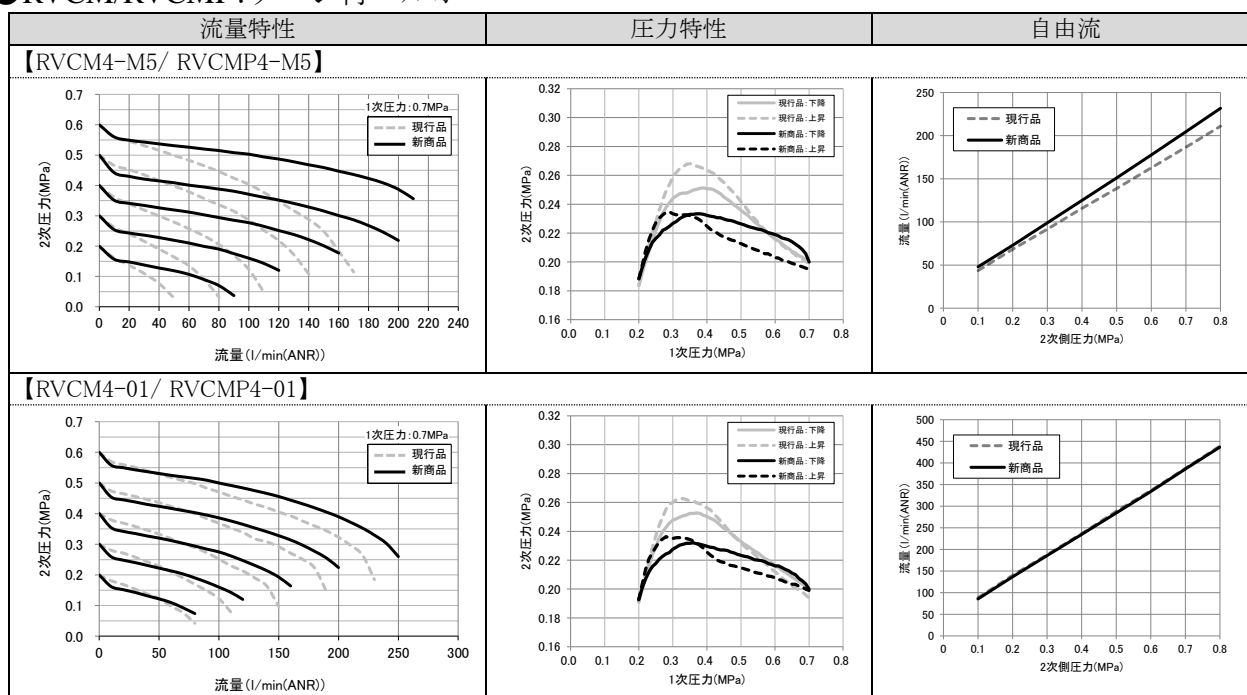 ●RVCM/RVCMP4
流量特性
圧力特性
自由流
【RVCM4-M5/ RVCMP4-M5】
0.7
0.6
0.5
0.4
0.3
0.2
0.1
0.0
2次圧力(MPa)
1次圧力:0.7MPa
現行品
新商品
0 20 40 60 80 100 120 140 160 180 200 220 240
流量(l/min(ANR))
0.32
0.30
0.28
0.26
0.24
0.22
0.20
0.18
0.16
2次圧力(MPa)
現行品:下降
現行品:上昇
新商品:下降
新商品:上昇
0.0 0.1 0.2 0.3 0.4 0.5 0.6 0.7 0.8
1次圧力(MPa)
250
200
150
100
50
0
流量(l/min(ANR))
現行品
新商品
0 0.1 0.2 0.3 0.4 0.5 0.6 0.7 0.8
2次側圧力(MPa)
【RVCM4-01/ RVCMP4-01】
0.7
0.6
0.5
0.4
0.3
0.2
0.1
0.0
2次圧力(MPa)
1次圧力:0.7MPa
現行品
新商品
0 50 100 150 200 250 300
流量(l/min(ANR))
0.32
0.30
0.28
0.26
0.24
0.22
0.20
0.18
0.16
2次圧力(MPa)
現行品:下降
現行品:上昇
新商品:下降
新商品:上昇
0.0 0.1 0.2 0.3 0.4 0.5 0.6 0.7 0.8
1次圧力(MPa)
500
450
400
350
300
250
200
150
100
50
0
流量(l/min(ANR))
現行品
新商品
0 0.1 0.2 0.3 0.4 0.5 0.6 0.7 0.8
2次側圧力(MPa)